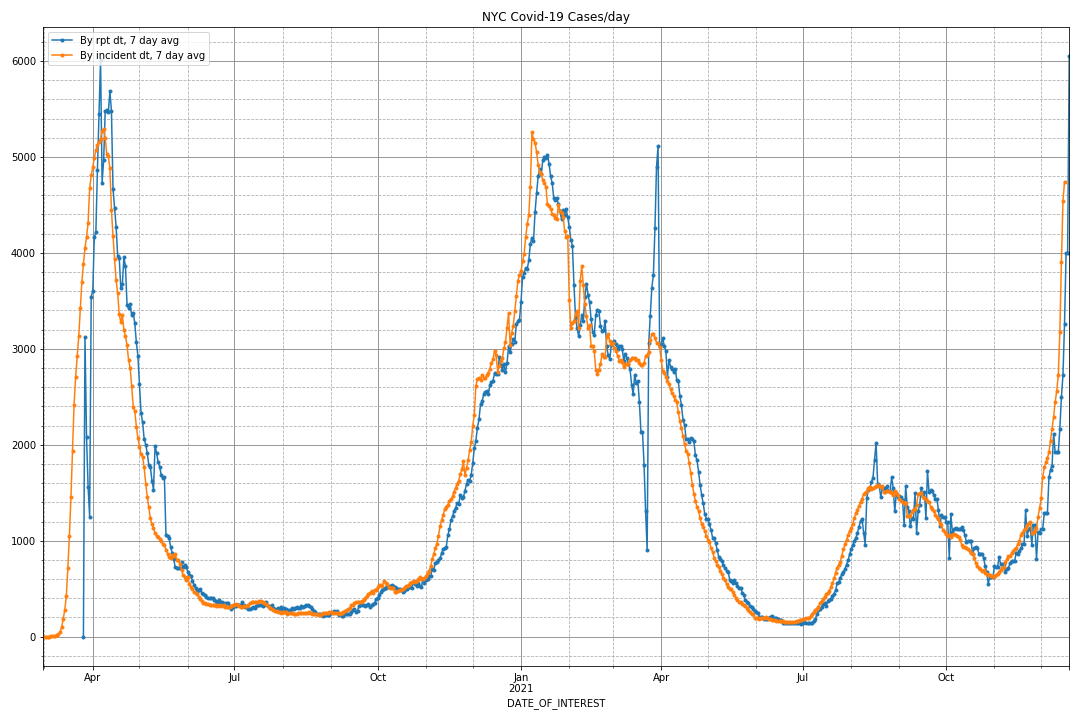 NYC Covid-19 Cases/day
By rpt dt, 7 day avg
By incident dt, 7 day avg
6000
5000
4000
3000
2000
1000
0
Apr Jul Oct Jan Apr Jul Oct
2021
DATE_OF_INTEREST